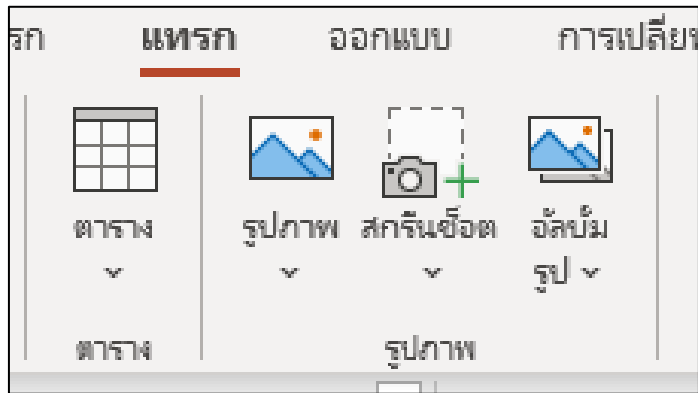 รก แทรก ออกแบบ การเปลี่ย
ตาราง รูปภาพ สกรีนช็อต อัลบั้ม
รูป
ตาราง รูปภาพ